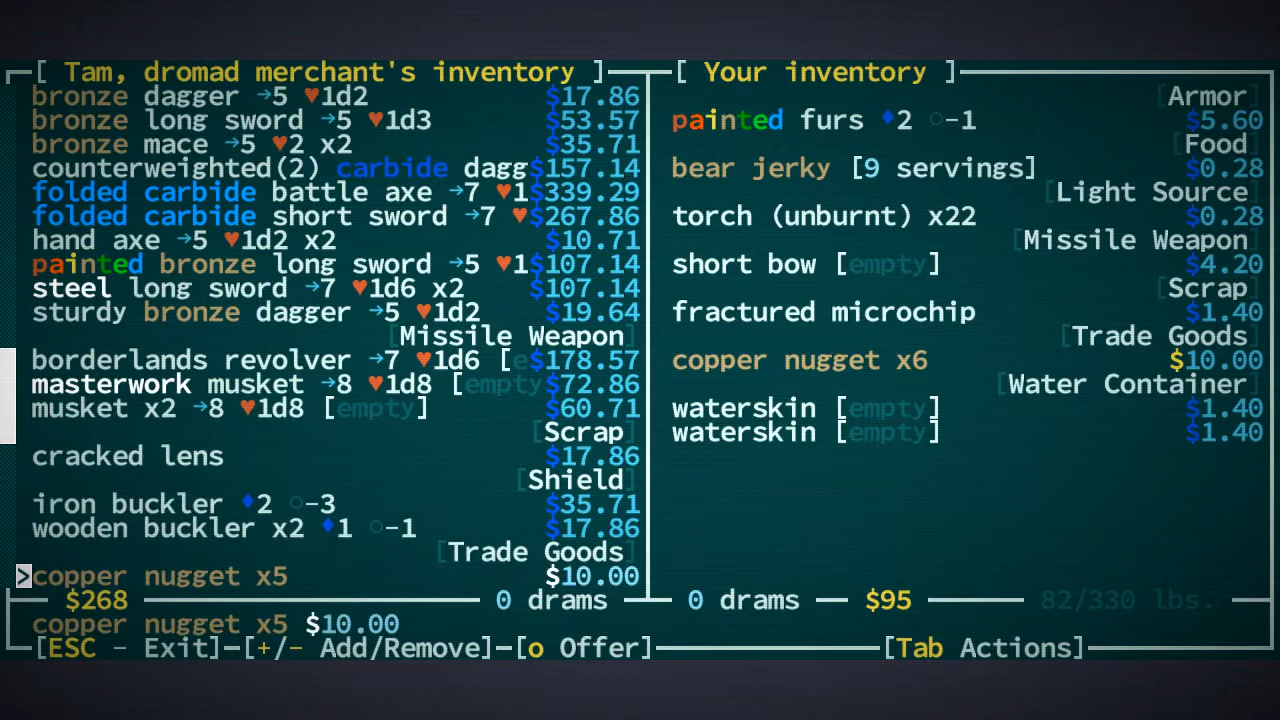 [ Tam, dromad merchant's inventory ]
bronze dagger →5 ♥1d2 $17.86
bronze long sword →5 ♥1d3 $53.57
bronze mace →5 ♥2 x2 $35.71
counterweighted(2) carbide dagg$157.14
folded carbide battle axe →7 ♥1$339.29
folded carbide short sword →7 ♥$267.86
hand axe →5 ♥1d2 x2 $10.71
painted bronze long sword →5 ♥1$107.14
steel long sword →7 ♥1d6 x2 $107.14
sturdy bronze dagger →5 ♥1d2 $19.64
[Missile Weapon]
borderlands revolver →7 ♥1d6 [e$178.57
masterwork musket →8 ♥1d8 [empty$72.86
musket x2 →8 ♥1d8 [empty] $60.71
[Scrap]
cracked lens $17.86
[Shield]
iron buckler ♦2 ○-3 $35.71
wooden buckler x2 ♦1 ○-1 $17.86
[Trade Goods]
>copper nugget x5 $10.00
$268 0 drams
copper nugget x5 $10.00
[ Your inventory ]
[Armor]
painted furs ♦2 ○-1 $5.60
[Food]
bear jerky [9 servings] $0.28
[Light Source]
torch (unburnt) x22 $0.28
[Missile Weapon]
short bow [empty] $4.20
[Scrap]
fractured microchip $1.40
[Trade Goods]
copper nugget x6 $10.00
[Water Container]
waterskin [empty] $1.40
waterskin [empty] $1.40
0 drams $95 82/330 lbs.
[ESC - Exit] [+/- Add/Remove] [o Offer] [Tab Actions]